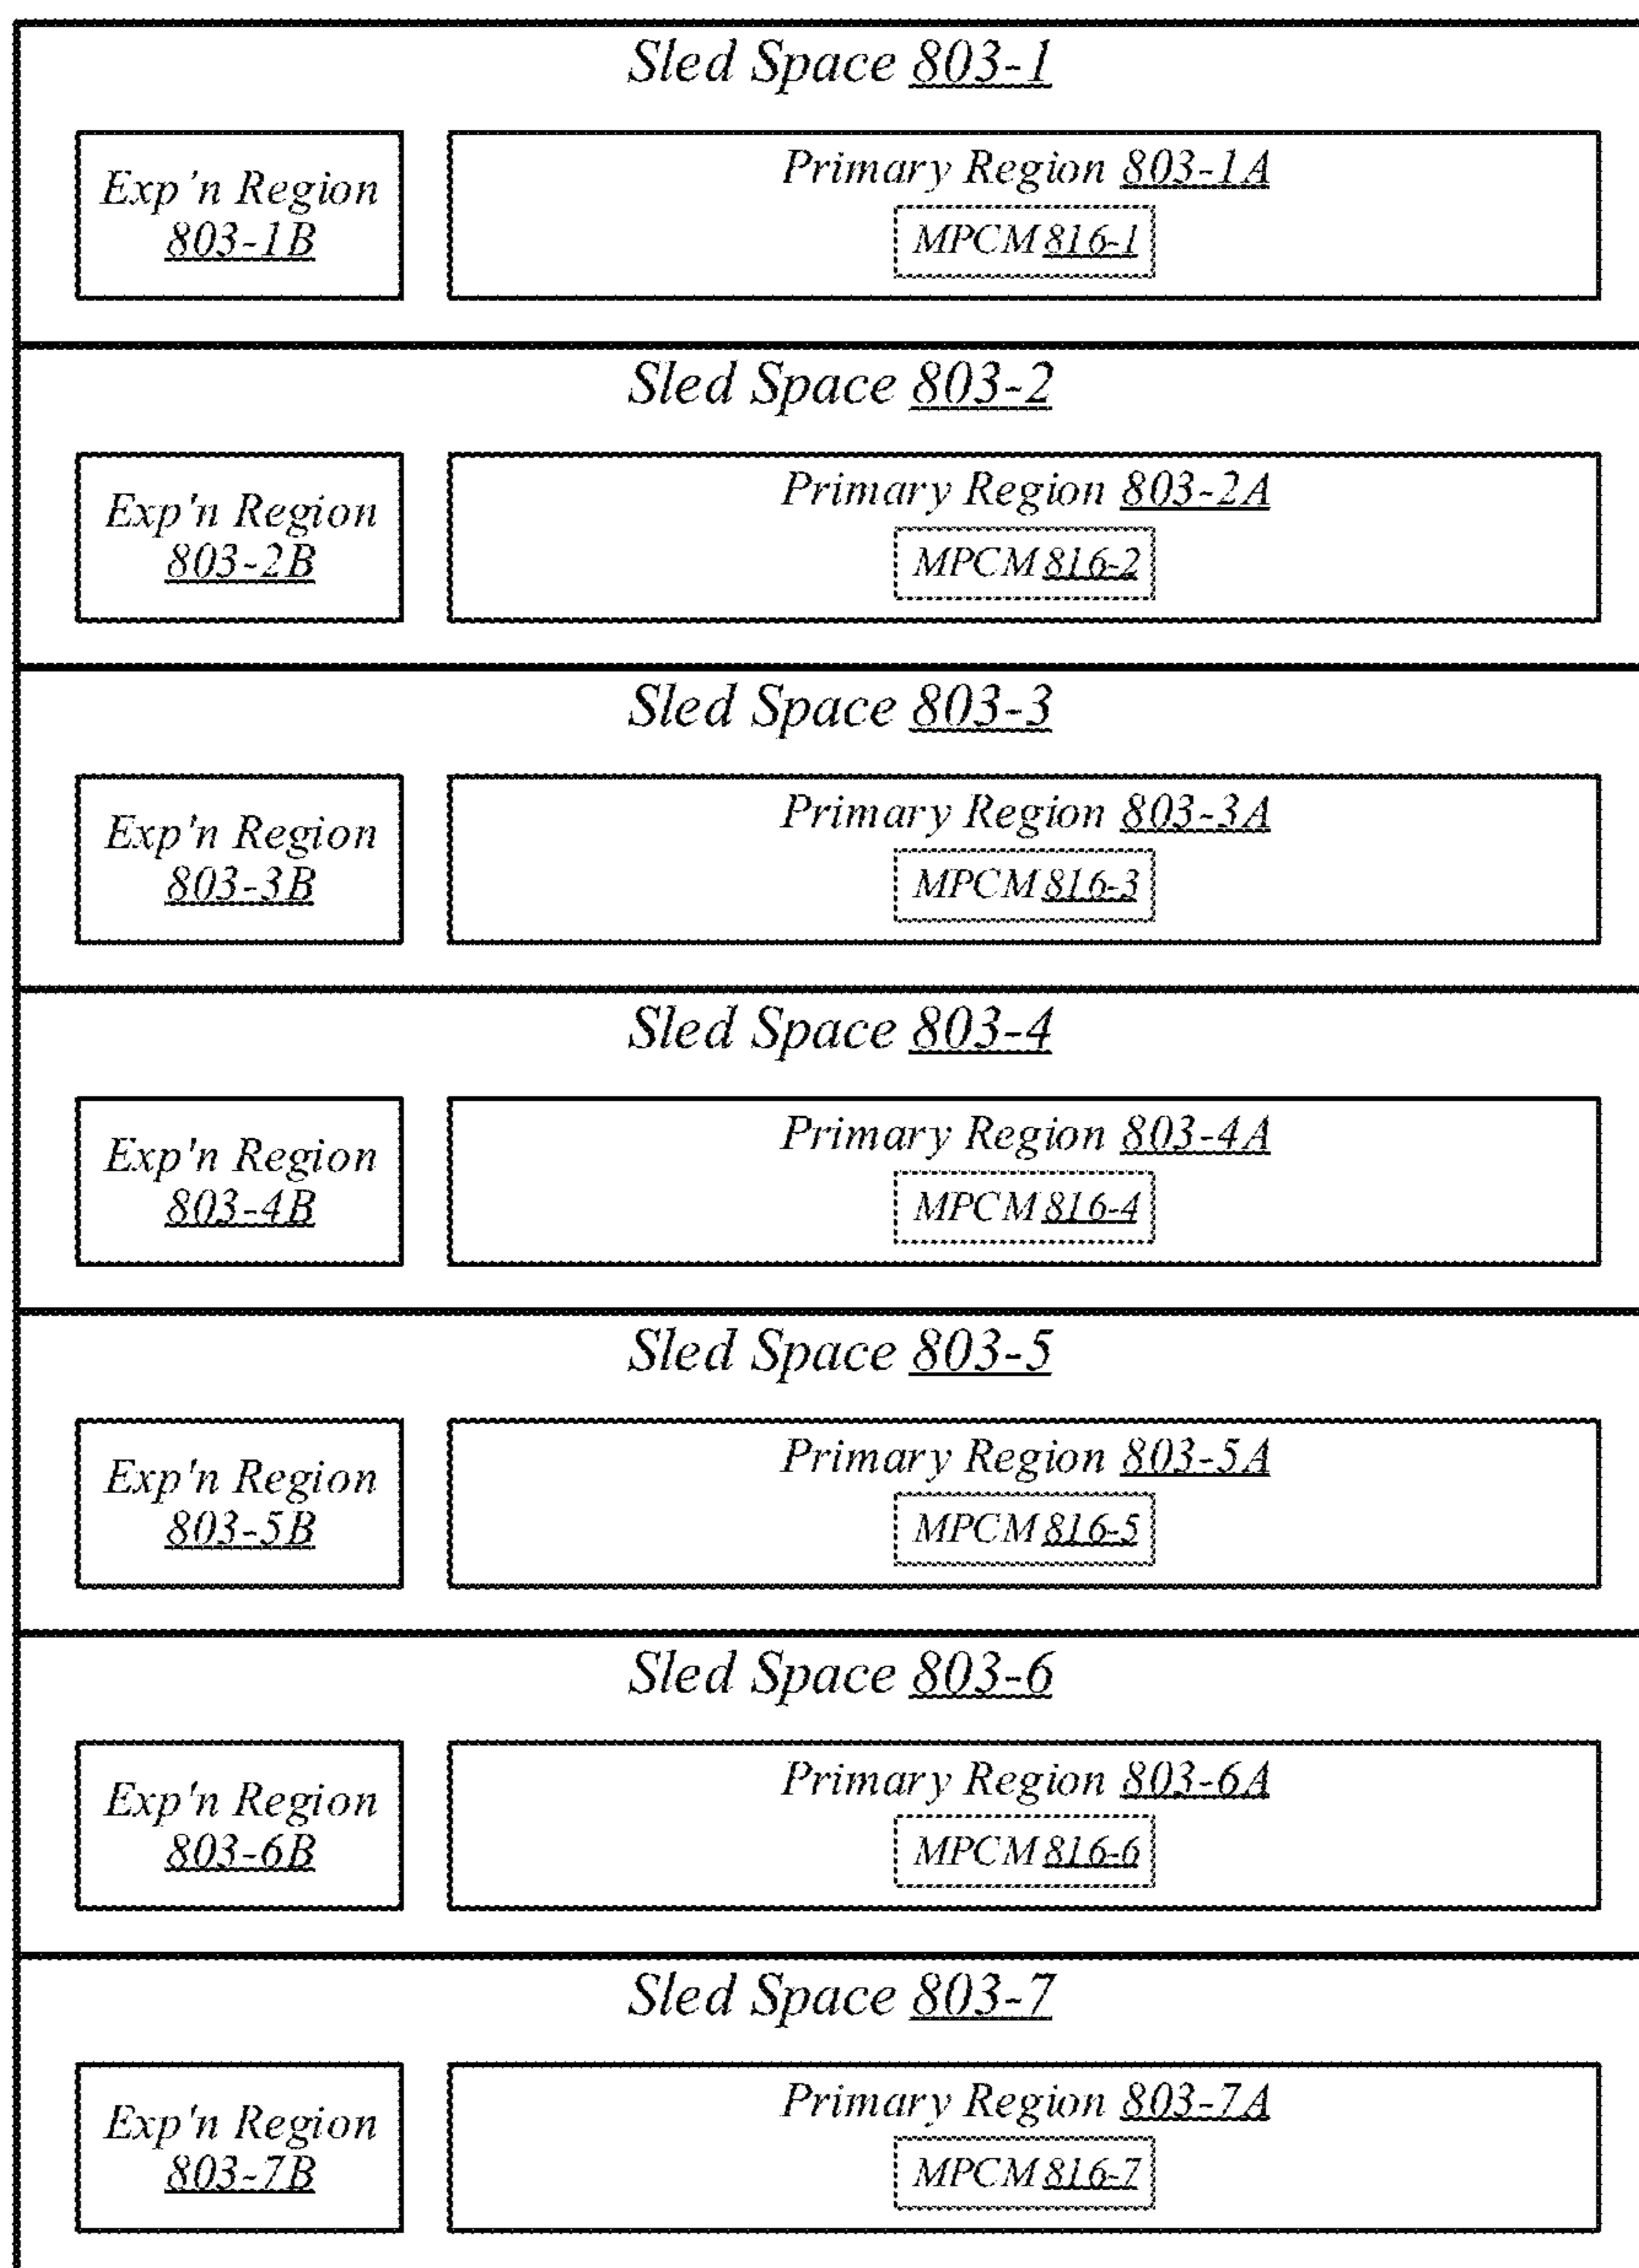 Sled Space 803-1
Exp'n Region
803-1B
Primary Region 803-1A
MPCM 816-1
Sled Space 803-2
Exp'n Region
803-2B
Primary Region 803-2A
MPCM 816-2
Sled Space 803-3
Exp'n Region
803-3B
Primary Region 803-3A
MPCM 816-3
Sled Space 803-4
Exp'n Region
803-4B
Primary Region 803-4A
MPCM 816-4
Sled Space 803-5
Exp'n Region
803-5B
Primary Region 803-5A
MPCM 816-5
Sled Space 803-6
Exp'n Region
803-6B
Primary Region 803-6A
MPCM 816-6
Sled Space 803-7
Exp'n Region
803-7B
Primary Region 803-7A
MPCM 816-7